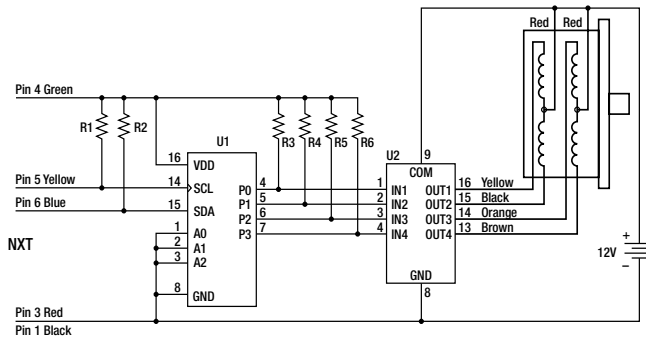 Red Red
Pin 4 Green
R1 R2 R3 R4 R5 R6
U1
U2
16 VDD
9
COM
Pin 5 Yellow
14 SCL
P0 4
1 IN1
OUT1 16 Yellow
P1 5
2 IN2
OUT2 15 Black
Pin 6 Blue
15 SDA
P2 6
3 IN3
OUT3 14 Orange
P3 7
4 IN4
OUT4 13 Brown
1 A0
2 A1
3 A2
NXT
+
12V
–
8 GND
GND
8
Pin 3 Red
Pin 1 Black